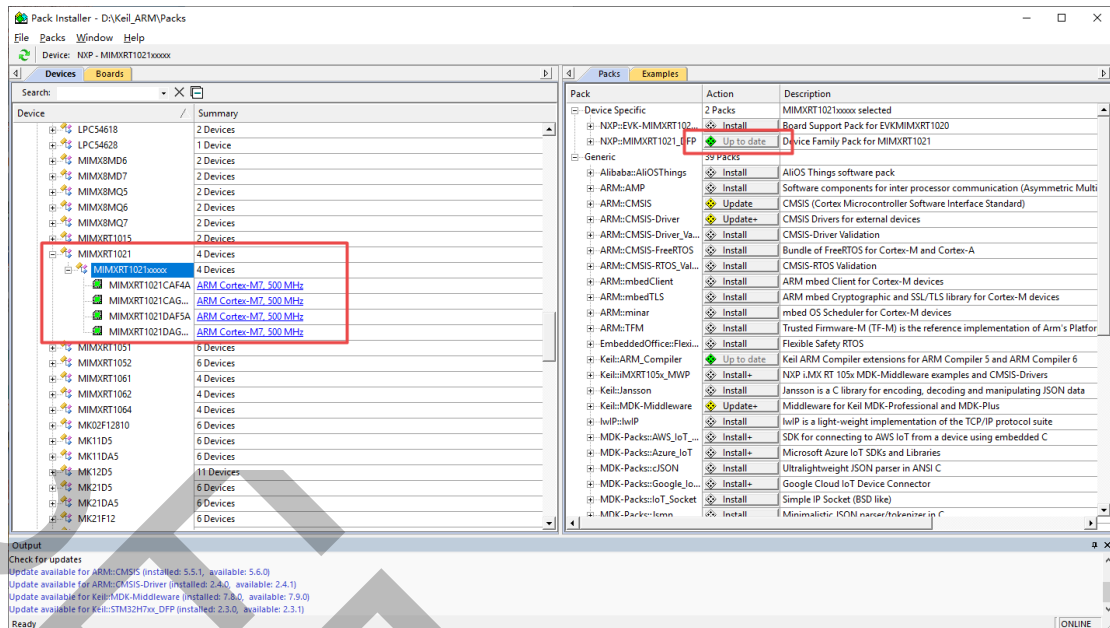 Pack Installer - D:\Keil_ARM\Packs
File Packs Window Help
Device: NXP - MIMXRT1021xxxxx
Devices Boards
Search:
Device / Summary
LPC54618 2 Devices
LPC54628 1 Device
MIMX8MD6 2 Devices
MIMX8MD7 2 Devices
MIMX8MQ5 2 Devices
MIMX8MQ6 2 Devices
MIMX8MQ7 2 Devices
MIMXRT1015 2 Devices
MIMXRT1021 4 Devices
MIMXRT1021xxxxx 4 Devices
MIMXRT1021CAF4A ARM Cortex-M7, 500 MHz
MIMXRT1021CAG... ARM Cortex-M7, 500 MHz
MIMXRT1021DAF5A ARM Cortex-M7, 500 MHz
MIMXRT1021DAG... ARM Cortex-M7, 500 MHz
MIMXRT1051 6 Devices
MIMXRT1052 6 Devices
MIMXRT1061 4 Devices
MIMXRT1062 4 Devices
MIMXRT1064 4 Devices
MK02F12810 6 Devices
MK11D5 6 Devices
MK11DA5 6 Devices
MK12D5 11 Devices
MK21D5 6 Devices
MK21DA5 6 Devices
MK21F12 6 Devices
Packs Examples
Pack Action Description
Device Specific 2 Packs MIMXRT1021xxxxx selected
NXP::EVK-MIMXRT102... Install Board Support Pack for EVKMIMXRT1020
NXP::MIMXRT1021_DFP Up to date Device Family Pack for MIMXRT1021
Generic 39 Packs
Alibaba::AliOSThings Install AliOS Things software pack
ARM::AMP Install Software components for inter processor communication (Asymmetric Multi
ARM::CMSIS Update CMSIS (Cortex Microcontroller Software Interface Standard)
ARM::CMSIS-Driver Update+ CMSIS Drivers for external devices
ARM::CMSIS-Driver_Va... Install CMSIS-Driver Validation
ARM::CMSIS-FreeRTOS Install Bundle of FreeRTOS for Cortex-M and Cortex-A
ARM::CMSIS-RTOS_Val... Install CMSIS-RTOS Validation
ARM::mbedClient Install ARM mbed Client for Cortex-M devices
ARM::mbedTLS Install ARM mbed Cryptographic and SSL/TLS library for Cortex-M devices
ARM::minar Install mbed OS Scheduler for Cortex-M devices
ARM::TFM Install Trusted Firmware-M (TF-M) is the reference implementation of Arm's Platfor
EmbeddedOffice::Flexi... Install Flexible Safety RTOS
Keil::ARM_Compiler Up to date Keil ARM Compiler extensions for ARM Compiler 5 and ARM Compiler 6
Keil::iMXRT105x_MWP Install+ NXP i.MX RT 105x MDK-Middleware examples and CMSIS-Drivers
Keil::Jansson Install Jansson is a C library for encoding, decoding and manipulating JSON data
Keil::MDK-Middleware Update+ Middleware for Keil MDK-Professional and MDK-Plus
lwIP::lwIP Install lwIP is a light-weight implementation of the TCP/IP protocol suite
MDK-Packs::AWS_IoT_... Install+ SDK for connecting to AWS IoT from a device using embedded C
MDK-Packs::Azure_IoT Install+ Microsoft Azure IoT SDKs and Libraries
MDK-Packs::cJSON Install Ultralightweight JSON parser in ANSI C
MDK-Packs::Google_Io... Install+ Google Cloud IoT Device Connector
MDK-Packs::IoT_Socket Install Simple IP Socket (BSD like)
MDK-Packs::Jsmn Install Minimalistic JSON parser/tokenizer in C
Output
Check for updates
Update available for ARM::CMSIS (installed: 5.5.1, available: 5.6.0)
Update available for ARM::CMSIS-Driver (installed: 2.4.0, available: 2.4.1)
Update available for Keil::MDK-Middleware (installed: 7.8.0, available: 7.9.0)
Update available for Keil::STM32H7xx_DFP (installed: 2.3.0, available: 2.3.1)
Ready ONLINE